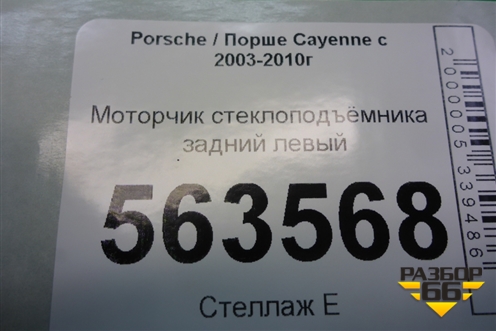 Porsche / Порше Cayenne с
2003-2010г
Моторчик стеклоподъёмника
задний левый
563568
Стеллаж Е
2000005339486
РАЗБОР
66